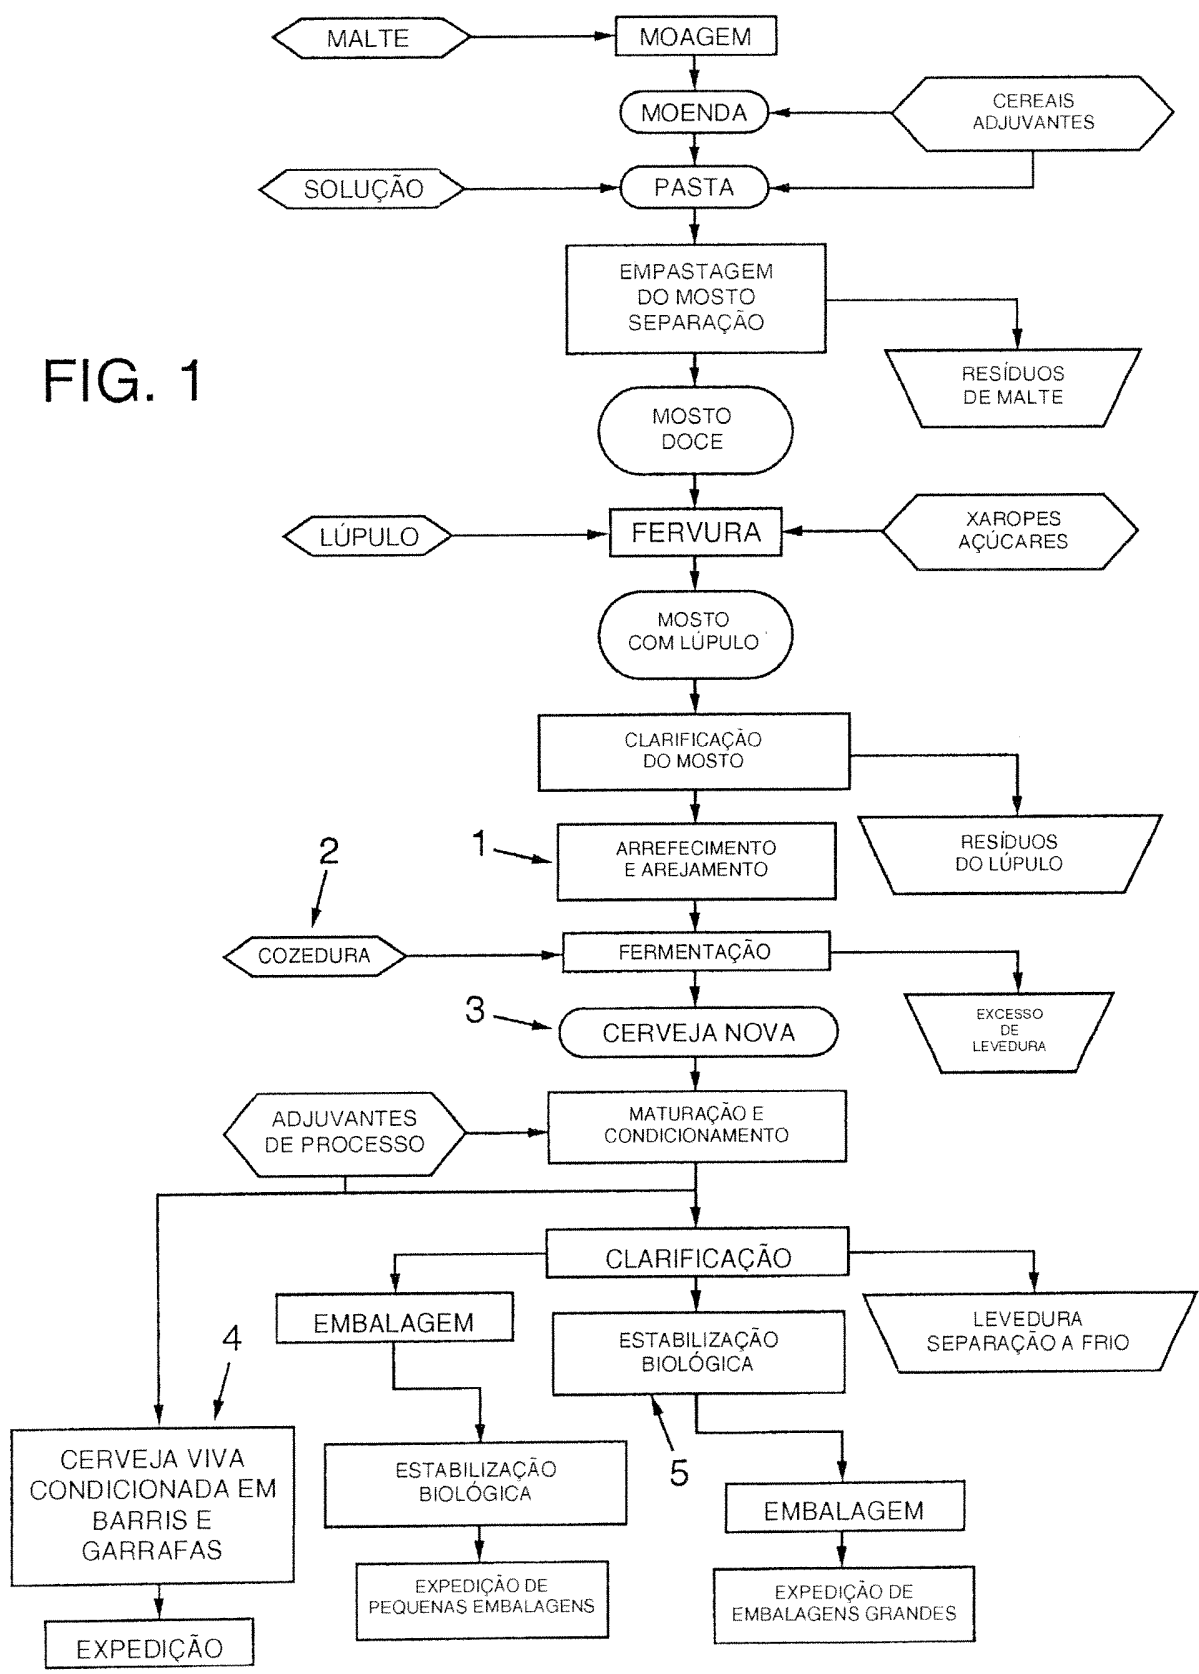 MALTE
MOAGEM
MOENDA
CEREAIS
ADJUVANTES
SOLUÇÃO
PASTA
EMPASTAGEM
DO MOSTO
SEPARAÇÃO
FIG. 1
RESÍDUOS
DE MALTE
MOSTO
DOCE
LÚPULO
FERVURA
XAROPES
AÇÚCARES
MOSTO
COM LÚPULO
CLARIFICAÇÃO
DO MOSTO
1
ARREFECIMENTO
E AREJAMENTO
RESÍDUOS
DO LÚPULO
2
COZEDURA
FERMENTAÇÃO
3
CERVEJA NOVA
EXCESSO
DE
LEVEDURA
ADJUVANTES
DE PROCESSO
MATURAÇÃO E
CONDICIONAMENTO
CLARIFICAÇÃO
EMBALAGEM
ESTABILIZAÇÃO
BIOLÓGICA
LEVEDURA
SEPARAÇÃO A FRIO
4
5
CERVEJA VIVA
CONDICIONADA EM
BARRIS E
GARRAFAS
ESTABILIZAÇÃO
BIOLÓGICA
EMBALAGEM
EXPEDIÇÃO DE
PEQUENAS EMBALAGENS
EXPEDIÇÃO DE
EMBALAGENS GRANDES
EXPEDIÇÃO